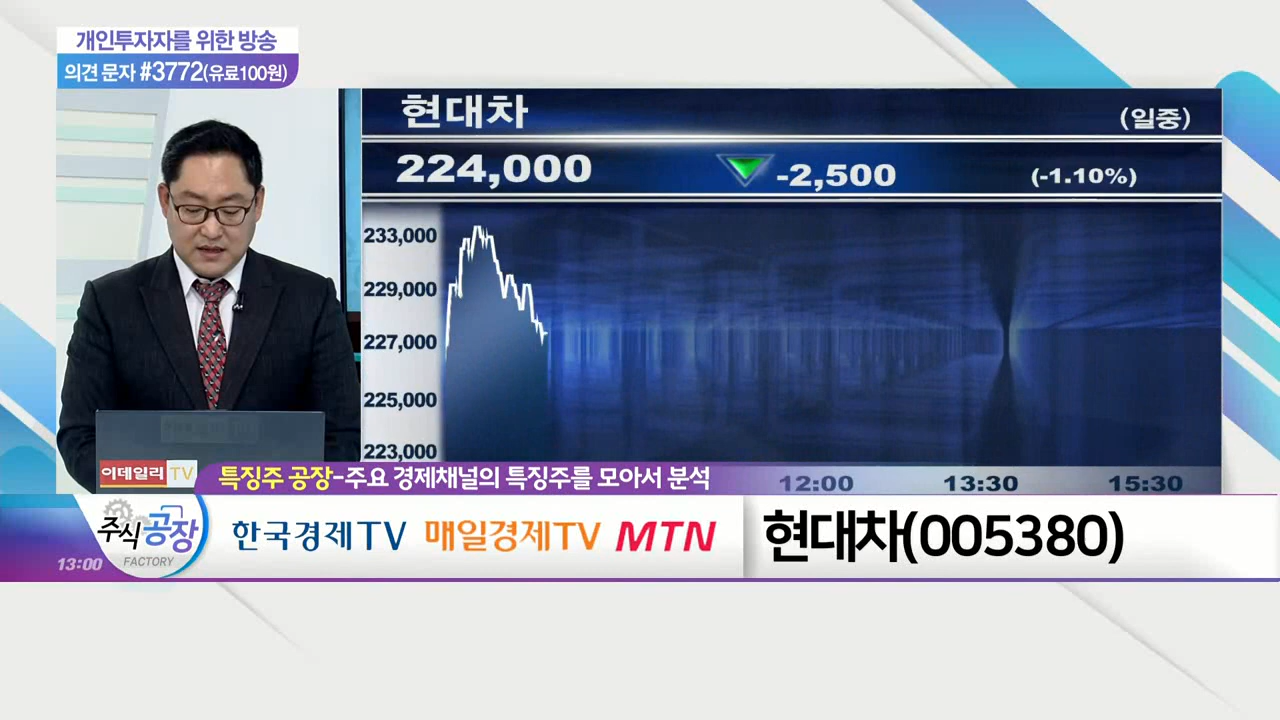 개인투자자를 위한 방송
의견 문자 #3772(유료100원)
현대차
(일중)
224,000 -2,500 (-1.10%)
233,000
229,000
227,000
225,000
223,000
12:00 13:30 15:30
이데일리 TV
특징주 공장-주요 경제채널의 특징주를 모아서 분석
주식공장
FACTORY
13:00
한국경제TV 매일경제TV MTN
현대차(005380)